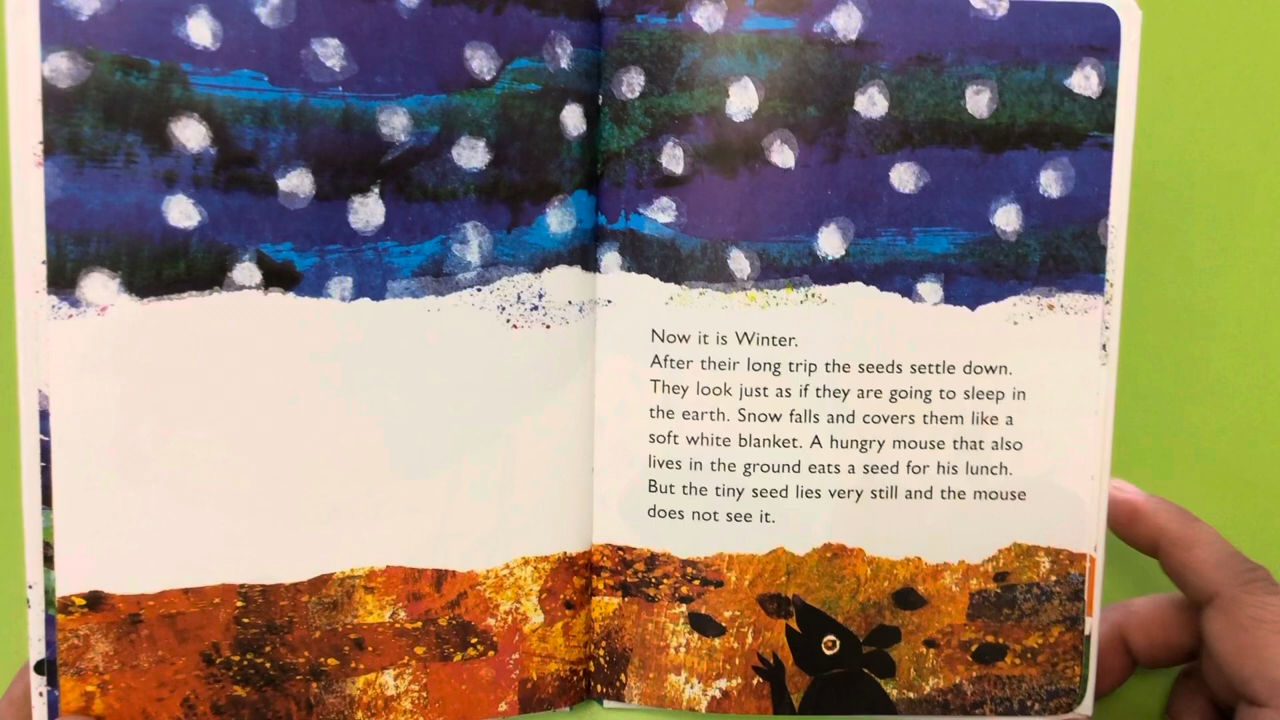 Now it is Winter.
After their long trip the seeds settle down.
They look just as if they are going to sleep in
the earth. Snow falls and covers them like a
soft white blanket. A hungry mouse that also
lives in the ground eats a seed for his lunch.
But the tiny seed lies very still and the mouse
does not see it.